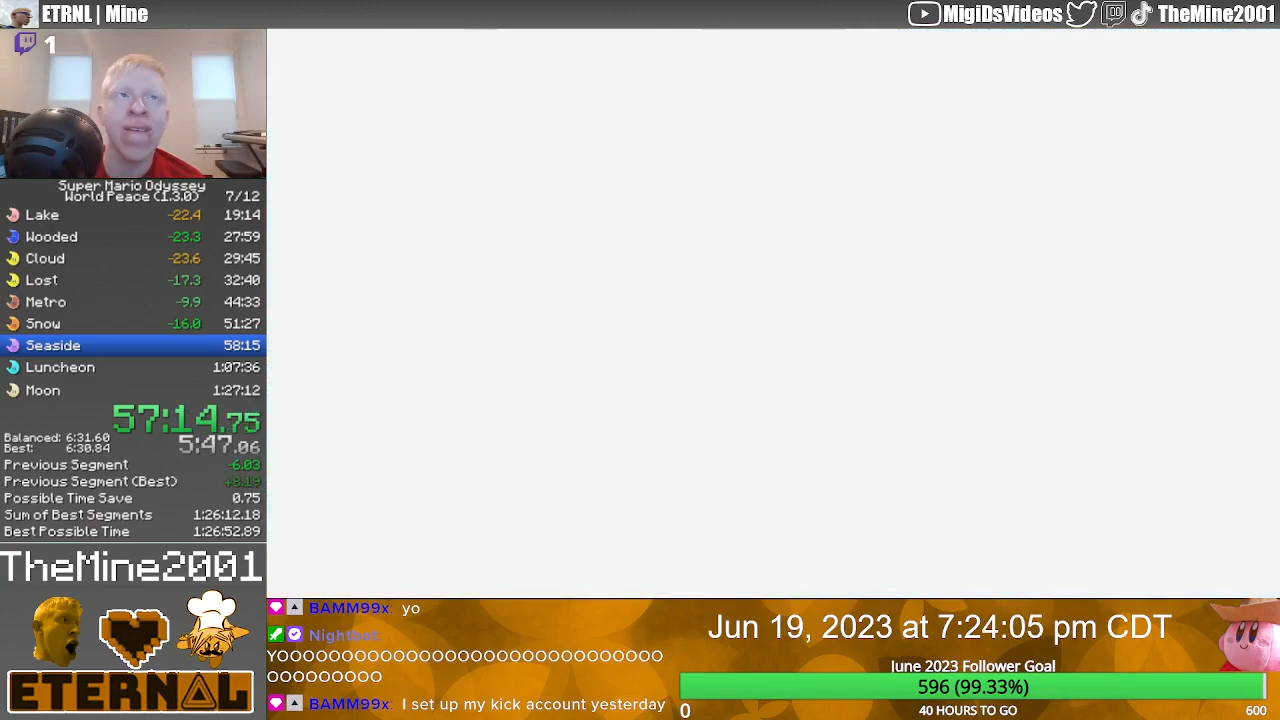 ETRNL | Mine
MigiDsVideos TheMine2001
1
Super Mario Odyssey
World Peace (1.3.0) 7/12
Lake -22.4 19:14
Wooded -23.3 27:59
Cloud -23.6 29:45
Lost -17.3 32:40
Metro -9.9 44:33
Snow -16.0 51:27
Seaside 58:15
Luncheon 1:07:36
Moon 1:27:12
57:14.75
Balanced: 6:31.60
Best: 6:30.84
5:47.06
Previous Segment -6.03
Previous Segment (Best) +8.19
Possible Time Save 0.75
Sum of Best Segments 1:26:12.18
Best Possible Time 1:26:52.89
TheMine2001
ETERNAL
BAMM99x: yo
Nightbot:
YOOOOOOOOOOOOOOOOOOOOOOOOOOOOO
OOOOOOOOO
BAMM99x: I set up my kick account yesterday
Jun 19, 2023 at 7:24:05 pm CDT
June 2023 Follower Goal
596 (99.33%)
0 40 HOURS TO GO 600